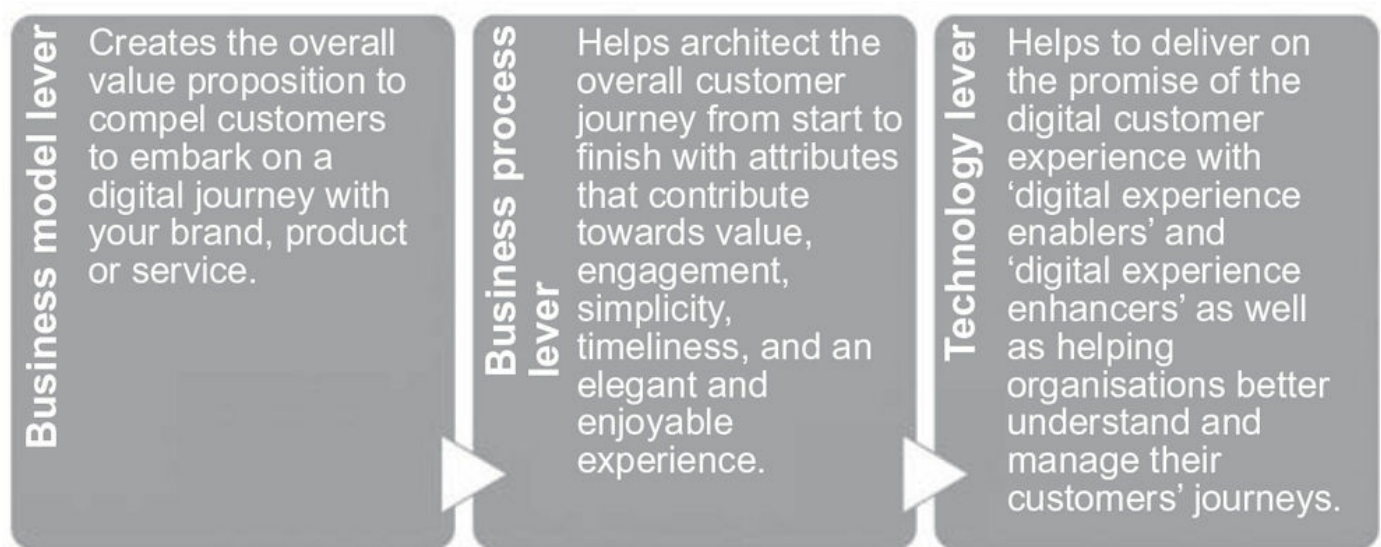 Business model lever
Creates the overall
value proposition to
compel customers
to embark on a
digital journey with
your brand, product
or service.
Business process
lever
Helps architect the
overall customer
journey from start to
finish with attributes
that contribute
towards value,
engagement,
simplicity,
timeliness, and an
elegant and
enjoyable
experience.
Technology lever
Helps to deliver on
the promise of the
digital customer
experience with
‘digital experience
enablers’ and
‘digital experience
enhancers’ as well
as helping
organisations better
understand and
manage their
customers’ journeys.